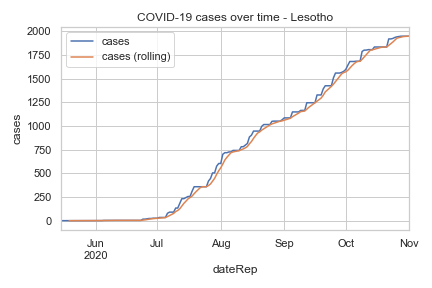 COVID-19 cases over time - Lesotho
cases
cases (rolling)
2000
1750
1500
1250
1000
750
500
250
0
cases
Jun
2020
Jul
Aug
Sep
Oct
Nov
dateRep